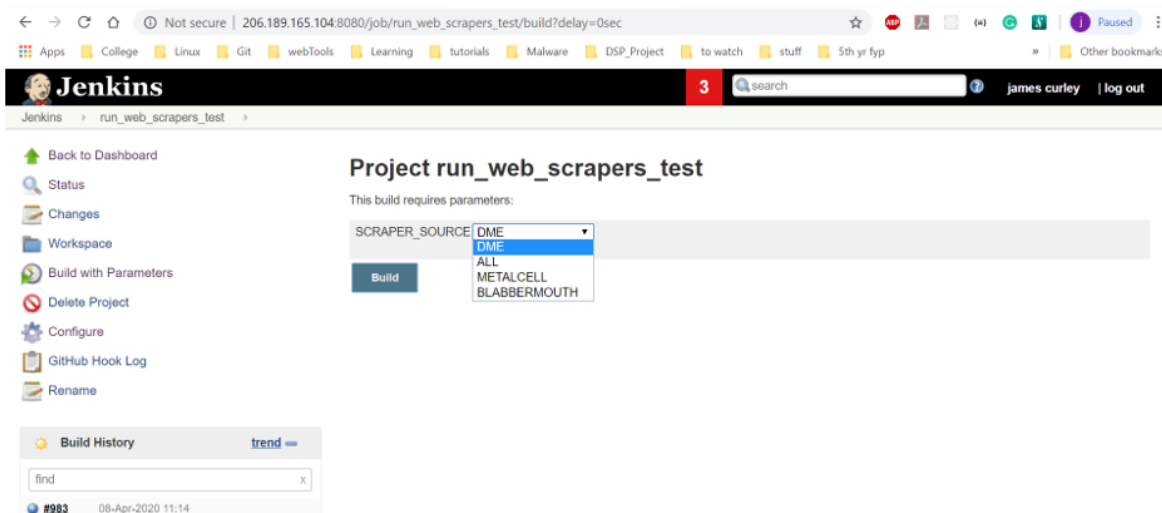 Not secure | 206.189.165.104:8080/job/run_web_scrapers_test/build?delay=0sec
ABP {=} G S j Paused
Apps College Linux Git webTools Learning tutorials Malware DSP_Project to watch stuff 5th yr fyp » Other bookmarks
Jenkins 3 search james curley | log out
Jenkins run_web_scrapers_test
Back to Dashboard
Status
Changes
Workspace
Build with Parameters
Delete Project
Configure
GitHub Hook Log
Rename
Build History trend
find x
#983 08-Apr-2020 11:14
Project run_web_scrapers_test
This build requires parameters:
SCRAPER_SOURCE DME
DME
ALL
METALCELL
BLABBERMOUTH
Build